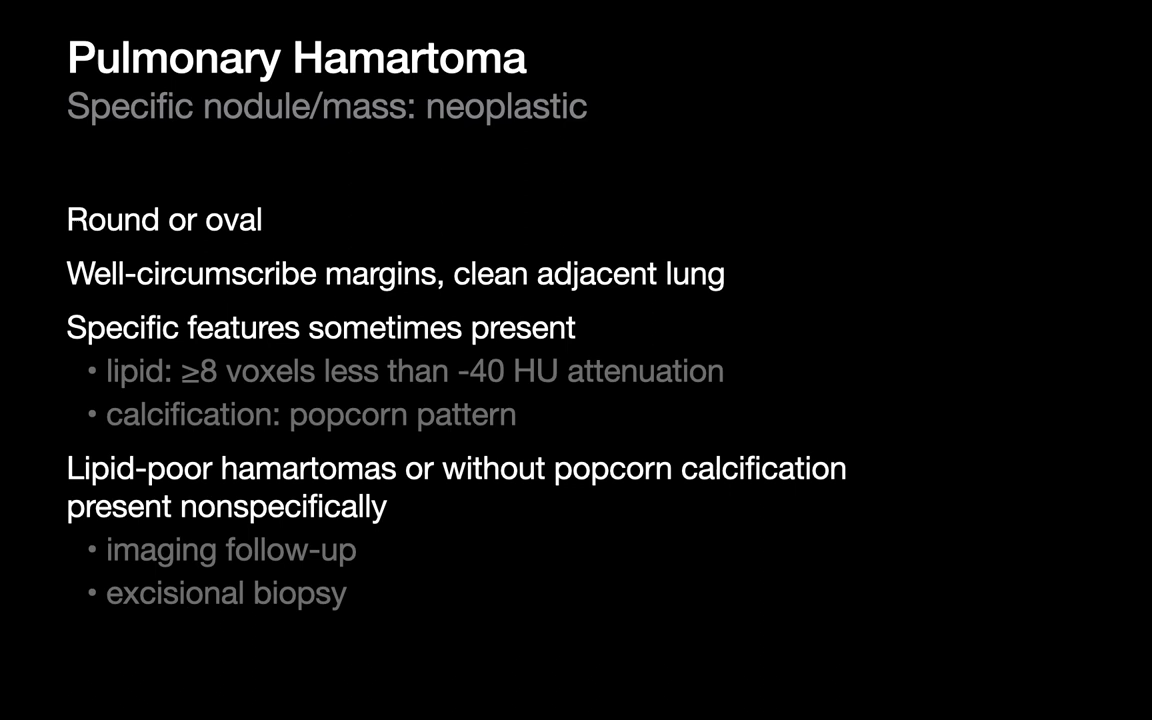 Pulmonary Hamartoma
Specific nodule/mass: neoplastic
Round or oval
Well-circumscribe margins, clean adjacent lung
Specific features sometimes present
• lipid: ≥8 voxels less than -40 HU attenuation
• calcification: popcorn pattern
Lipid-poor hamartomas or without popcorn calcification
present nonspecifically
• imaging follow-up
• excisional biopsy